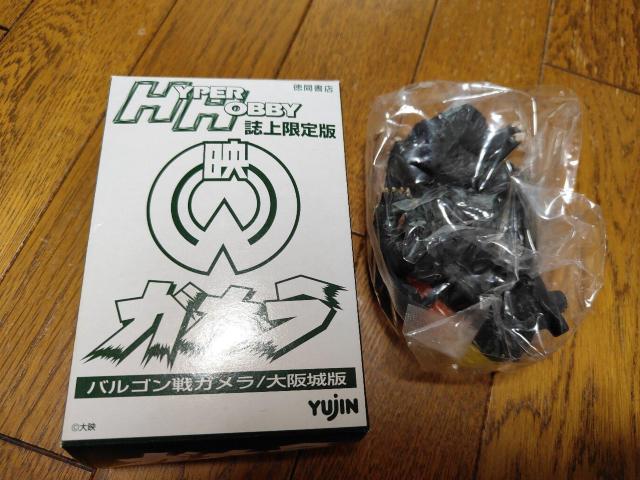 徳間書店
HYPER HOBBY
誌上限定版
映
ガメラ
バルゴン戦ガメラ/大阪城版
YUJIN
©大映